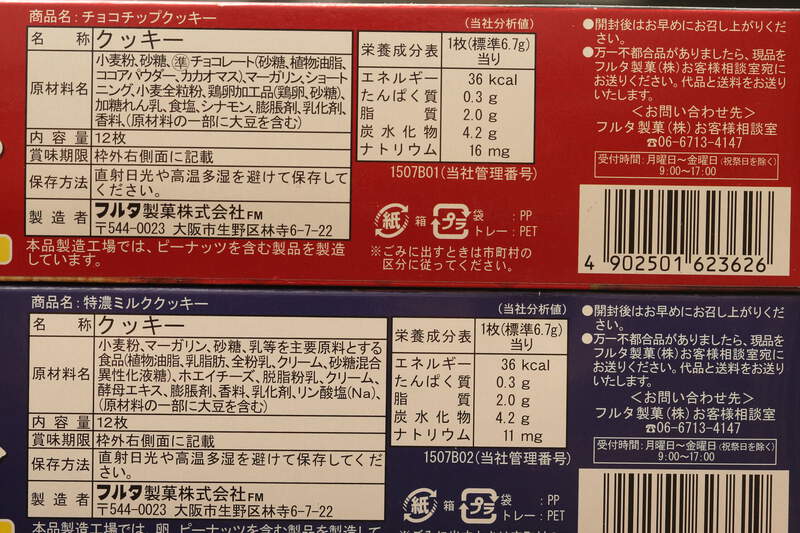 商品名:チョコチップクッキー
名 称 クッキー
原材料名 小麦粉、砂糖、準チョコレート(砂糖、植物油脂、
ココアパウダー、カカオマス)、マーガリン、ショート
ニング、小麦全粒粉、鶏卵加工品(鶏卵、砂糖)、
加糖れん乳、食塩、シナモン、膨脹剤、乳化剤、
香料、(原材料の一部に大豆を含む)
内 容 量 12枚
賞味期限 枠外右側面に記載
保存方法 直射日光や高温多湿を避けて保存して
ください。
製 造 者 フルタ製菓株式会社FM
〒544-0023 大阪市生野区林寺6-7-22
本品製造工場では、ピーナッツを含む製品を製造
しています。
(当社分析値)
栄養成分表 1枚(標準6.7g)
当り
エネルギー 36 kcal
たんぱく質 0.3 g
脂 質 2.0 g
炭水化物 4.2 g
ナトリウム 16 mg
1507B01(当社管理番号)
紙 箱 プラ 袋 : PP
トレー : PET
※ごみに出すときは市町村の
区分に従ってください。
●開封後はお早めにお召し上がりくだ
さい。
●万一不都合品がありましたら、現品を
フルタ製菓(株)お客様相談室宛に
お送りください。代品と送料をお送り
いたします。
<お問い合わせ先>
フルタ製菓(株)お客様相談室
☎06-6713-4147
受付時間:月曜日~金曜日(祝祭日を除く)
9:00~17:00
4 902501 623626
商品名:特濃ミルククッキー
名 称 クッキー
原材料名 小麦粉、マーガリン、砂糖、乳等を主要原料とする
食品(植物油脂、乳脂肪、全粉乳、クリーム、砂糖混合
異性化液糖)、ホエイチーズ、脱脂粉乳、クリーム、
酵母エキス、膨脹剤、香料、乳化剤、リン酸塩(Na)、
(原材料の一部に大豆を含む)
内 容 量 12枚
賞味期限 枠外右側面に記載
保存方法 直射日光や高温多湿を避けて保存してくだ
さい。
製 造 者 フルタ製菓株式会社FM
〒544-0023 大阪市生野区林寺6-7-22
本品製造工場では、卵、ピーナッツを含む製品を製造して
(当社分析値)
栄養成分表 1枚(標準6.7g)
当り
エネルギー 36 kcal
たんぱく質 0.3 g
脂 質 2.0 g
炭水化物 4.2 g
ナトリウム 11 mg
1507B02(当社管理番号)
紙 箱 プラ 袋 : PP
トレー : PET
※ごみに出すときは市町村の
●開封後はお早めにお召し上がりくだ
さい。
●万一不都合品がありましたら、現品を
フルタ製菓(株)お客様相談室宛に
お送りください。代品と送料をお送り
いたします。
<お問い合わせ先>
フルタ製菓(株)お客様相談室
☎06-6713-4147
受付時間:月曜日~金曜日(祝祭日を除く)
9:00~17:00